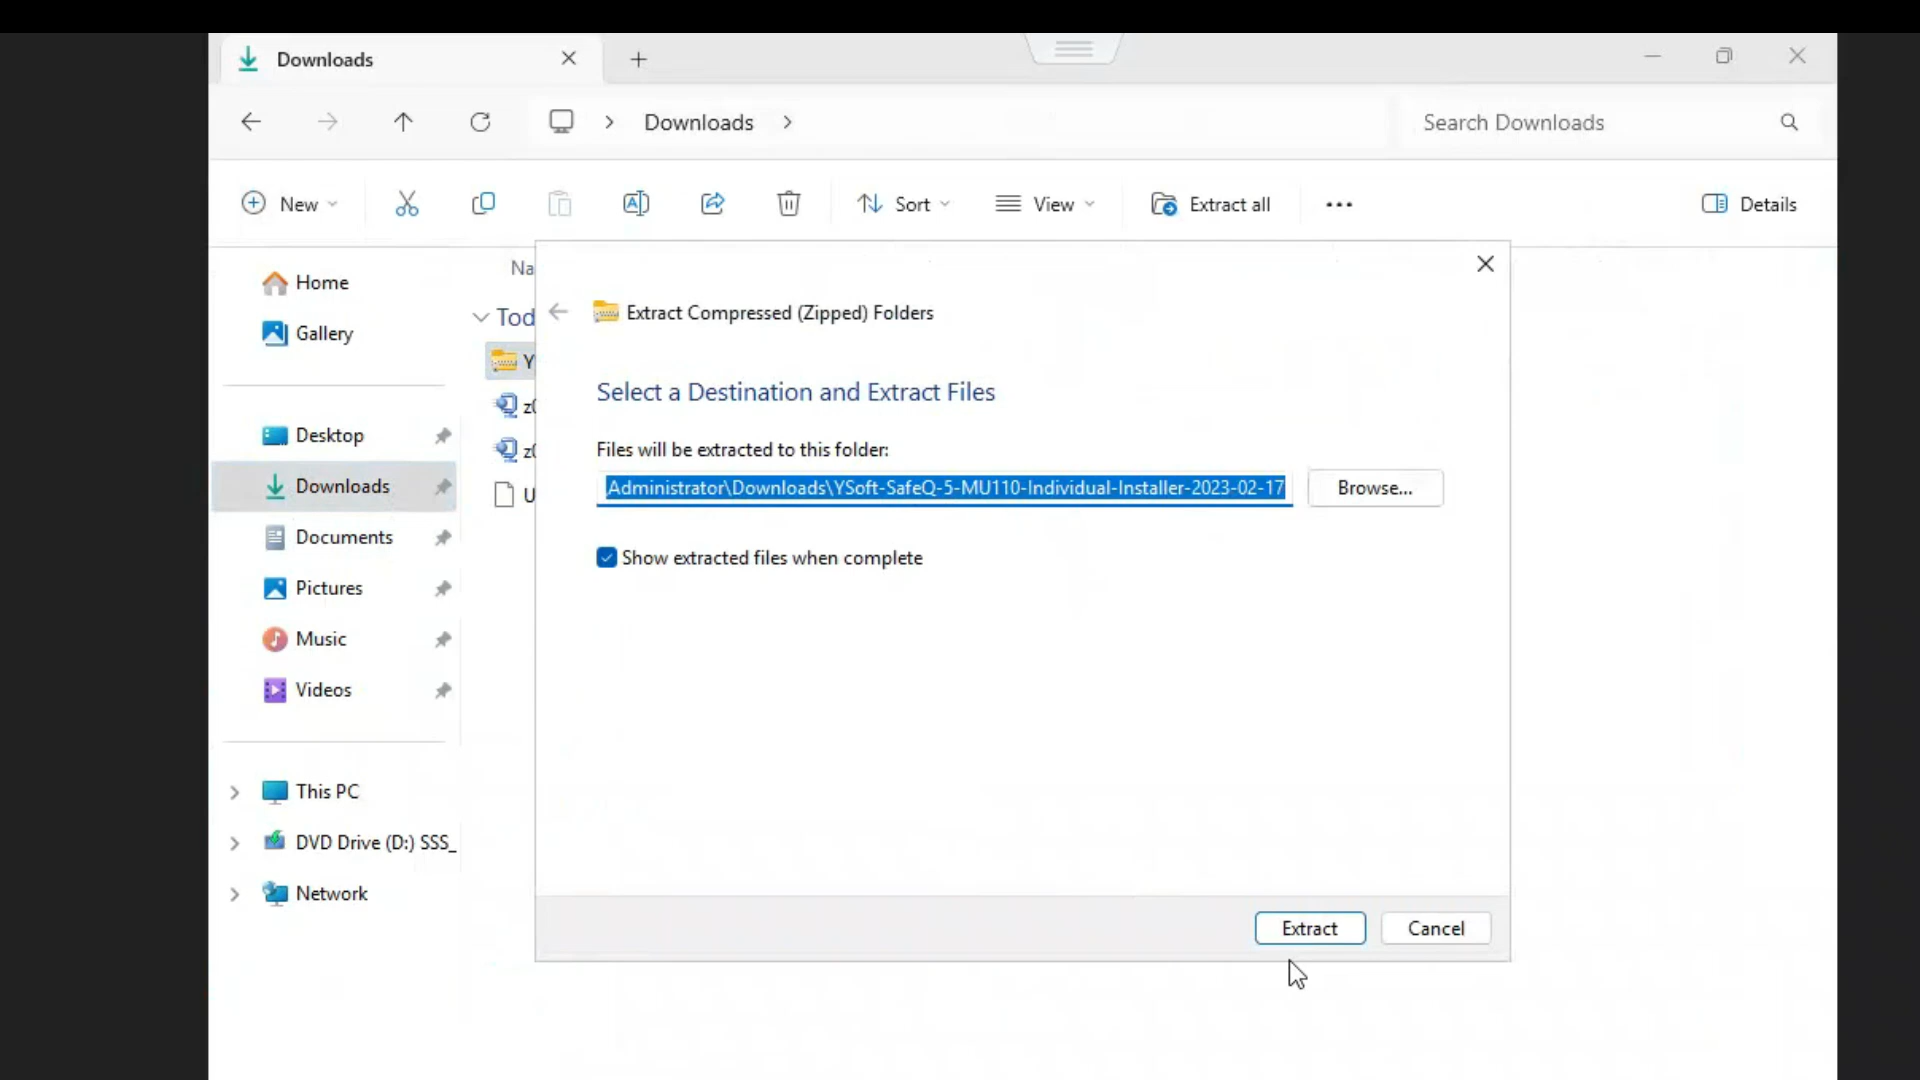 Downloads
Downloads
Search Downloads
New
Sort
View
Extract all
Details
Home
Gallery
Desktop
Downloads
Documents
Pictures
Music
Videos
This PC
DVD Drive (D:) SSS_
Network
Na
Tod
Y
z0
z0
U
Extract Compressed (Zipped) Folders
Select a Destination and Extract Files
Files will be extracted to this folder:
Administrator\Downloads\YSoft-SafeQ-5-MU110-Individual-Installer-2023-02-17
Browse...
Show extracted files when complete
Extract
Cancel